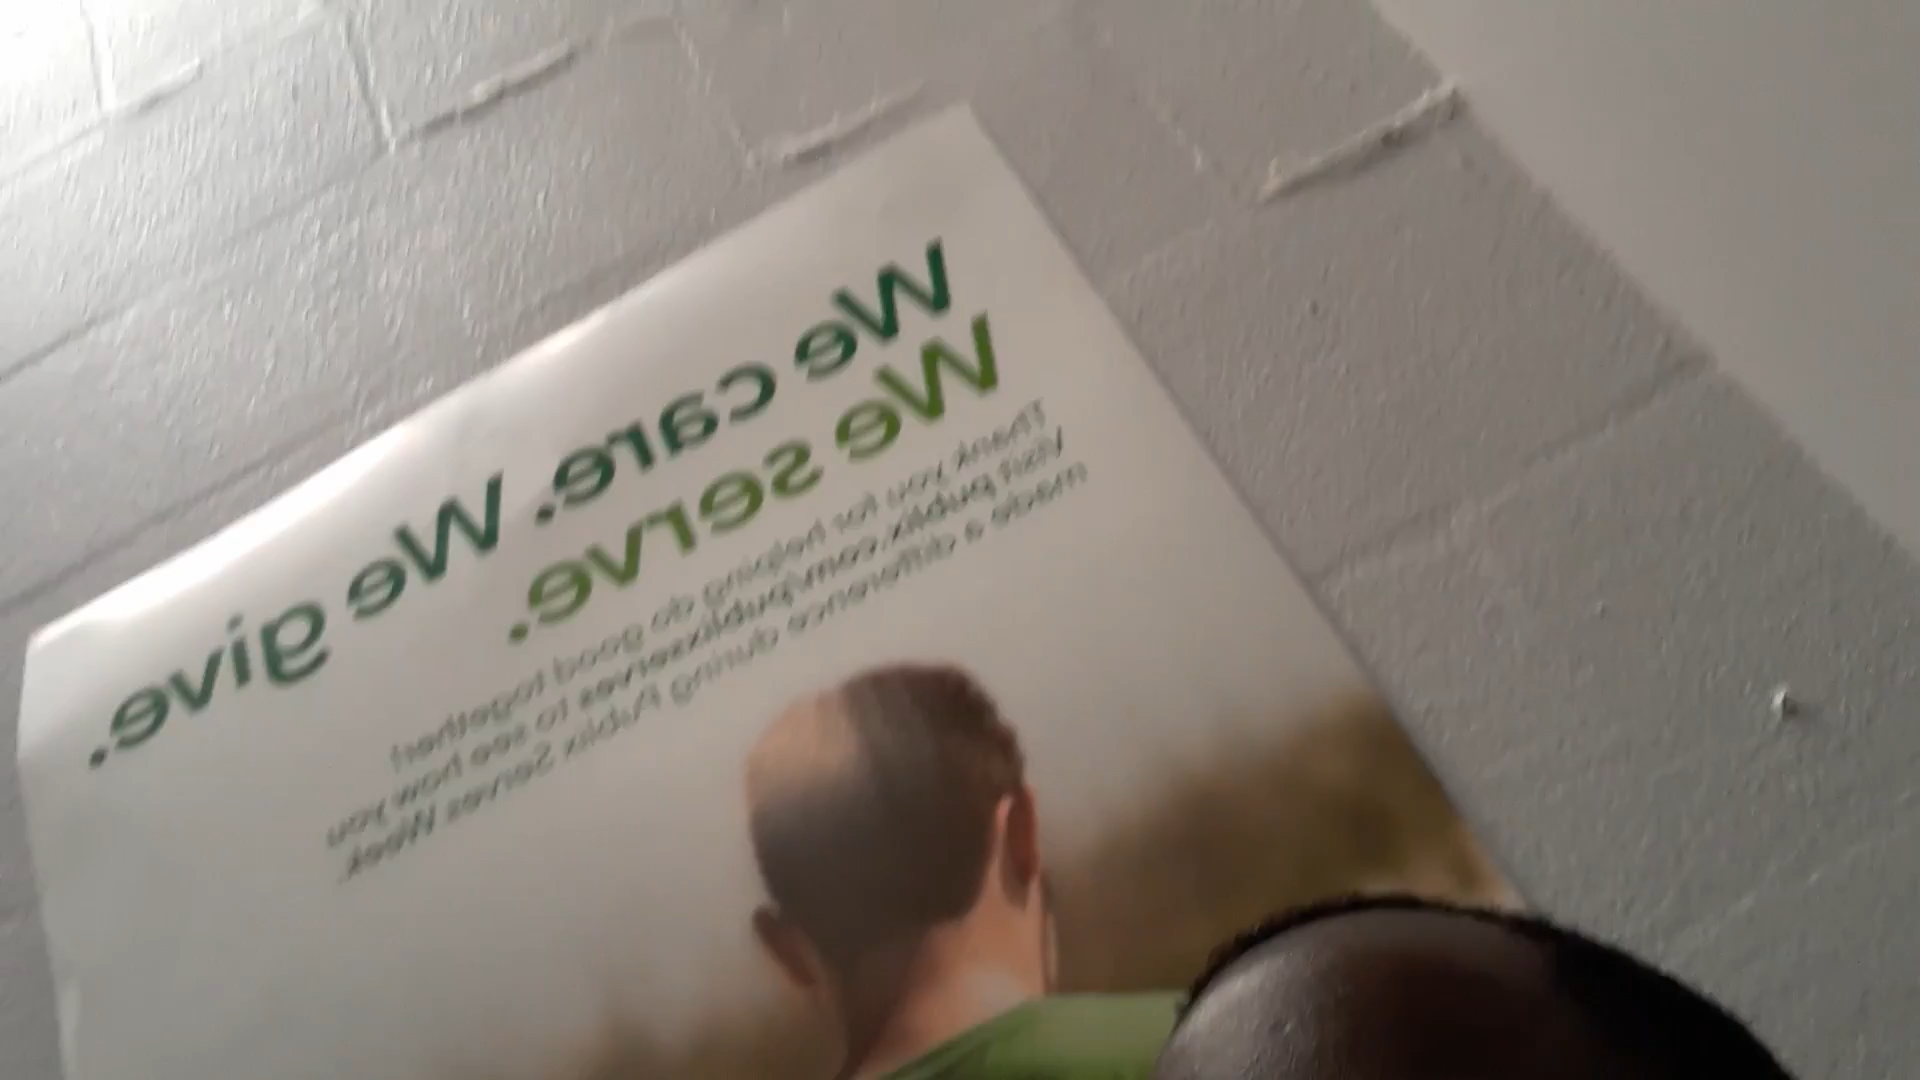 We care. We give.
We serve.
Thank you for helping do good together!
Visit publix.com/publixserves to see how you
made a difference during Publix Serves Week.